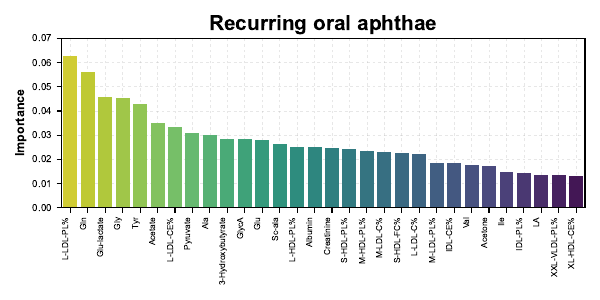 Recurring oral aphthae
Importance
0.07
0.06
0.05
0.04
0.03
0.02
0.01
0.00
L-LDL-PL%
Gln
Glu-lactate
Gly
Tyr
Acetate
L-LDL-CE%
Pyruvate
Ala
3-Hydroxybutyrate
GlycA
Glu
Sc-ala
L-HDL-PL%
Albumin
Creatinine
S-HDL-PL%
M-HDL-PL%
M-LDL-C%
S-HDL-FC%
L-LDL-C%
M-LDL-PL%
IDL-CE%
Val
Acetone
Ile
IDL-PL%
LA
XXL-VLDL-PL%
XL-HDL-CE%